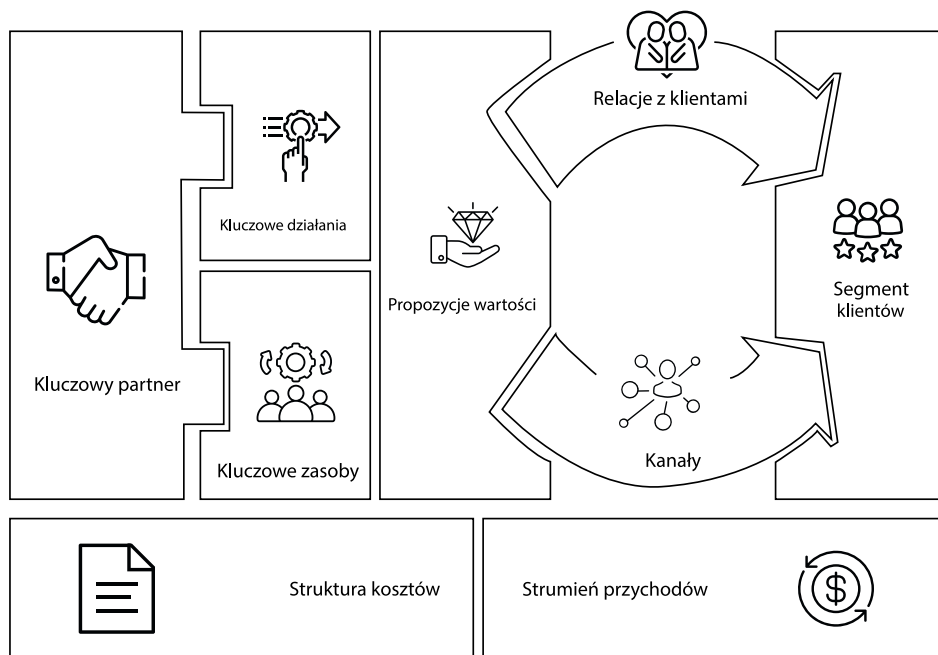 Relacje z klientami
Kluczowe działania
Propozycje wartości
Segment
klientów
Kluczowy partner
Kluczowe zasoby
Kanały
Struktura kosztów
Strumień przychodów
$